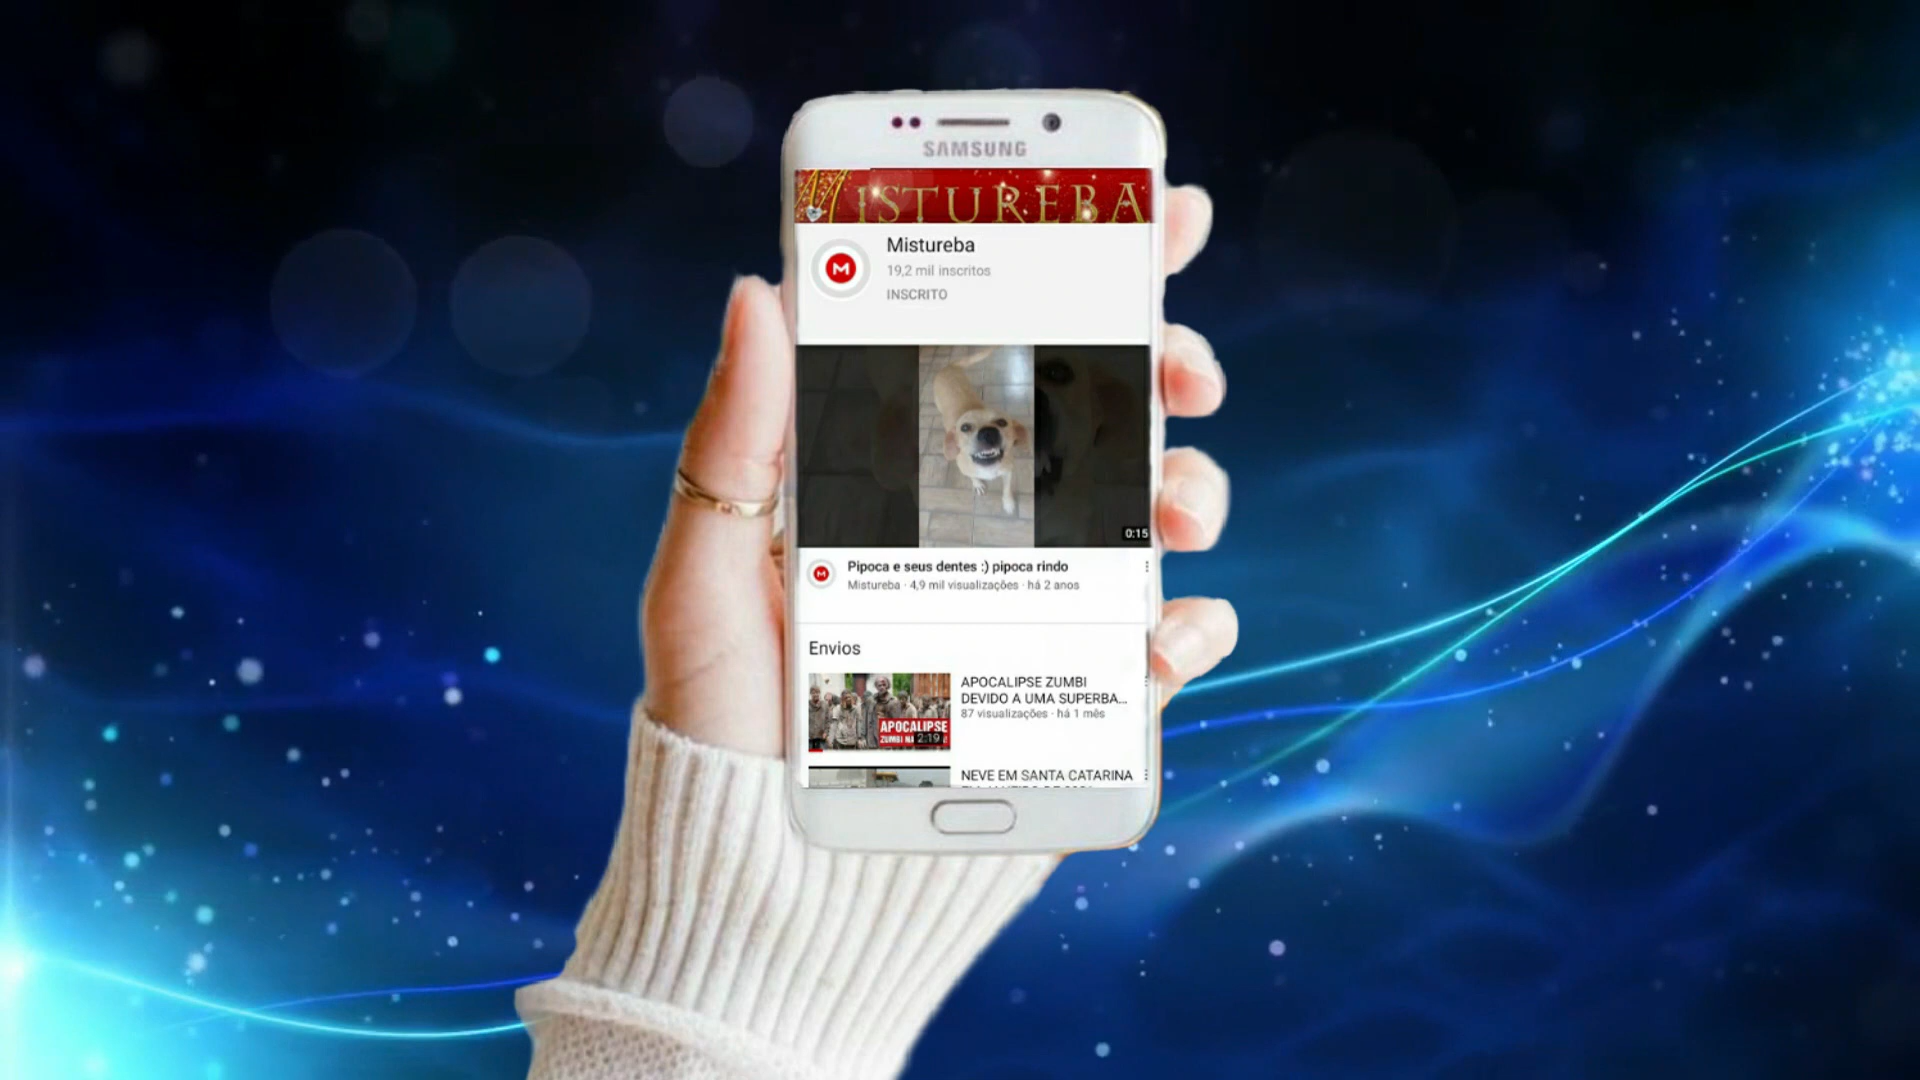 SAMSUNG
MISTUREBA
Mistureba
19,2 mil inscritos
INSCRITO
0:15
Pipoca e seus dentes :) pipoca rindo
Mistureba · 4,9 mil visualizações · há 2 anos
Envios
APOCALIPSE ZUMBI
DEVIDO A UMA SUPERBA...
87 visualizações · há 1 mês
APOCALIPSE
ZUMBI
2:19
NEVE EM SANTA CATARINA